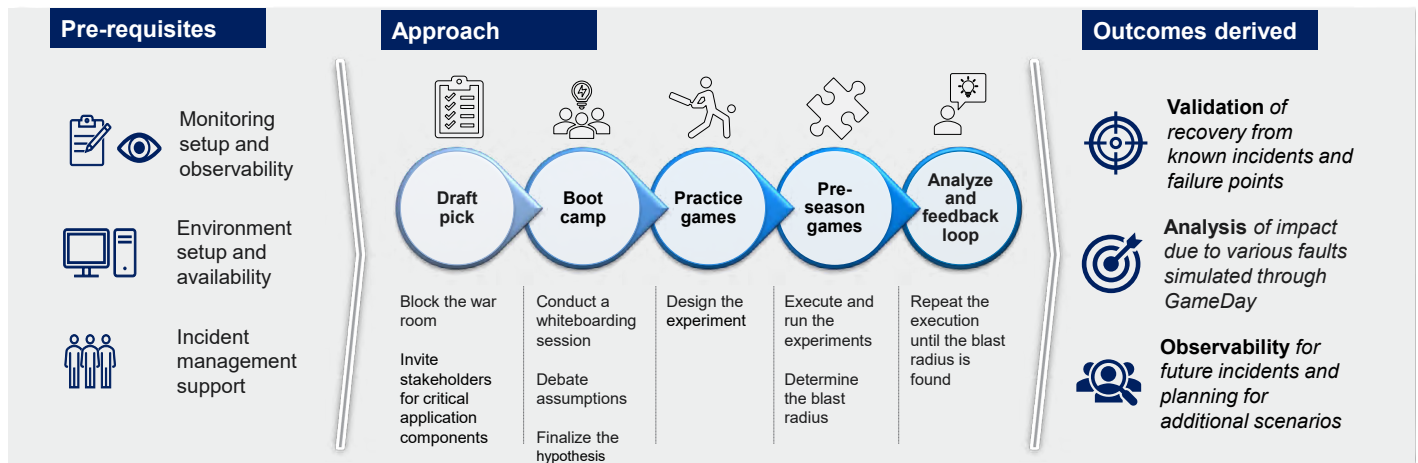 Pre-requisites
Monitoring
setup and
observability
Environment
setup and
availability
Incident
management
support
Approach
Draft
pick
Boot
camp
Practice
games
Pre-
season
games
Analyze
and
feedback
loop
Block the war
room
Invite
stakeholders
for critical
application
components
Conduct a
whiteboarding
session
Debate
assumptions
Finalize the
hypothesis
Design the
experiment
Execute and
run the
experiments
Determine
the blast
radius
Repeat the
execution
until the blast
radius is
found
Outcomes derived
Validation of
recovery from
known incidents and
failure points
Analysis of impact
due to various faults
simulated through
GameDay
Observability for
future incidents and
planning for
additional scenarios